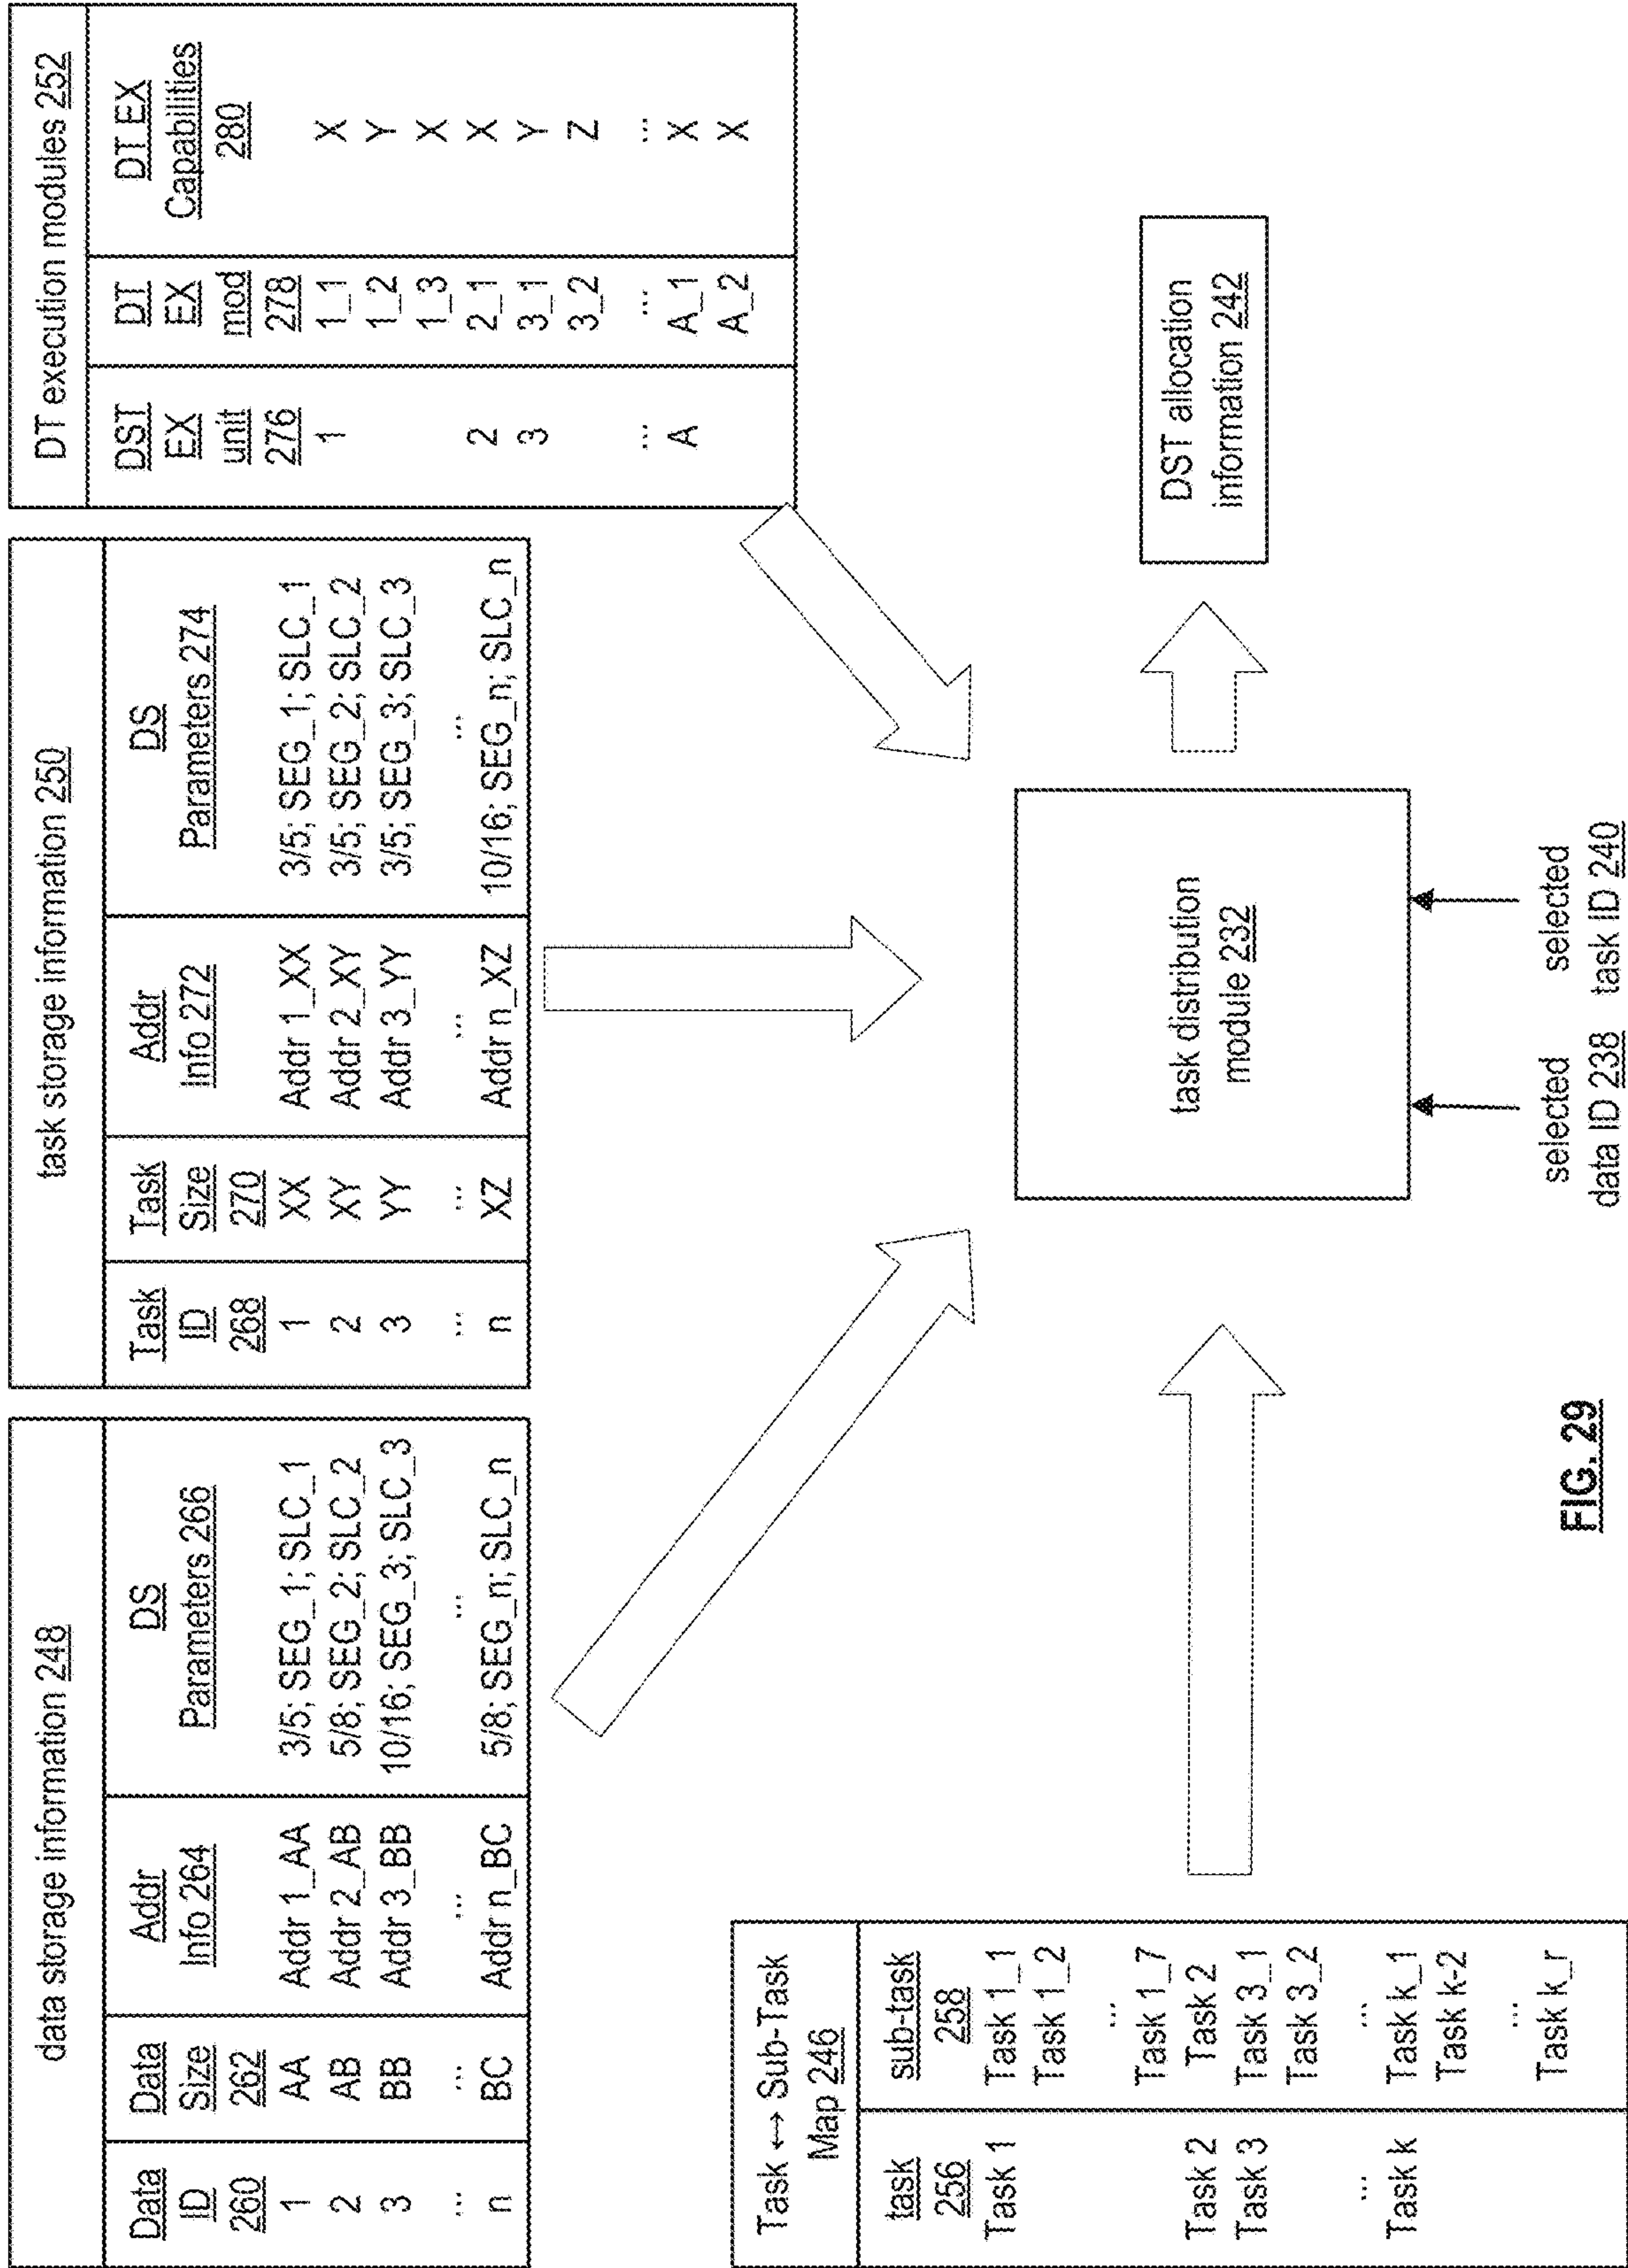 data storage information 248
Data ID 260 | Data Size 262 | Addr Info 264 | DS Parameters 266
1 | AA | Addr 1_AA | 3/5; SEG_1; SLC_1
2 | AB | Addr 2_AB | 5/8; SEG_2; SLC_2
3 | BB | Addr 3_BB | 10/16; SEG_3; SLC_3
... | ... | ... | ...
n | BC | Addr n_BC | 5/8; SEG_n; SLC_n
task storage information 250
Task ID 268 | Task Size 270 | Addr Info 272 | DS Parameters 274
1 | XX | Addr 1_XX | 3/5; SEG_1; SLC_1
2 | XY | Addr 2_XY | 3/5; SEG_2; SLC_2
3 | YY | Addr 3_YY | 3/5; SEG_3; SLC_3
... | ... | ... | ...
n | XZ | Addr n_XZ | 10/16; SEG_n; SLC_n
DT execution modules 252
DST EX unit 276 | DT EX mod 278 | DT EX Capabilities 280
1 | 1_1 | X
1_2 | Y
1_3 | X
2 | 2_1 | X
3 | 3_1 | Y
3_2 | Z
... | ... | ...
A | A_1 | X
A_2 | X
Task ↔ Sub-Task
Map 246
task 256 | sub-task 258
Task 1 | Task 1_1
Task 1_2
...
Task 1_7
Task 2 | Task 2
Task 3 | Task 3_1
Task 3_2
... | ...
Task k | Task k_1
Task k-2
...
Task k_r
task distribution
module 232
selected
data ID 238
selected
task ID 240
DST allocation
information 242
FIG. 29